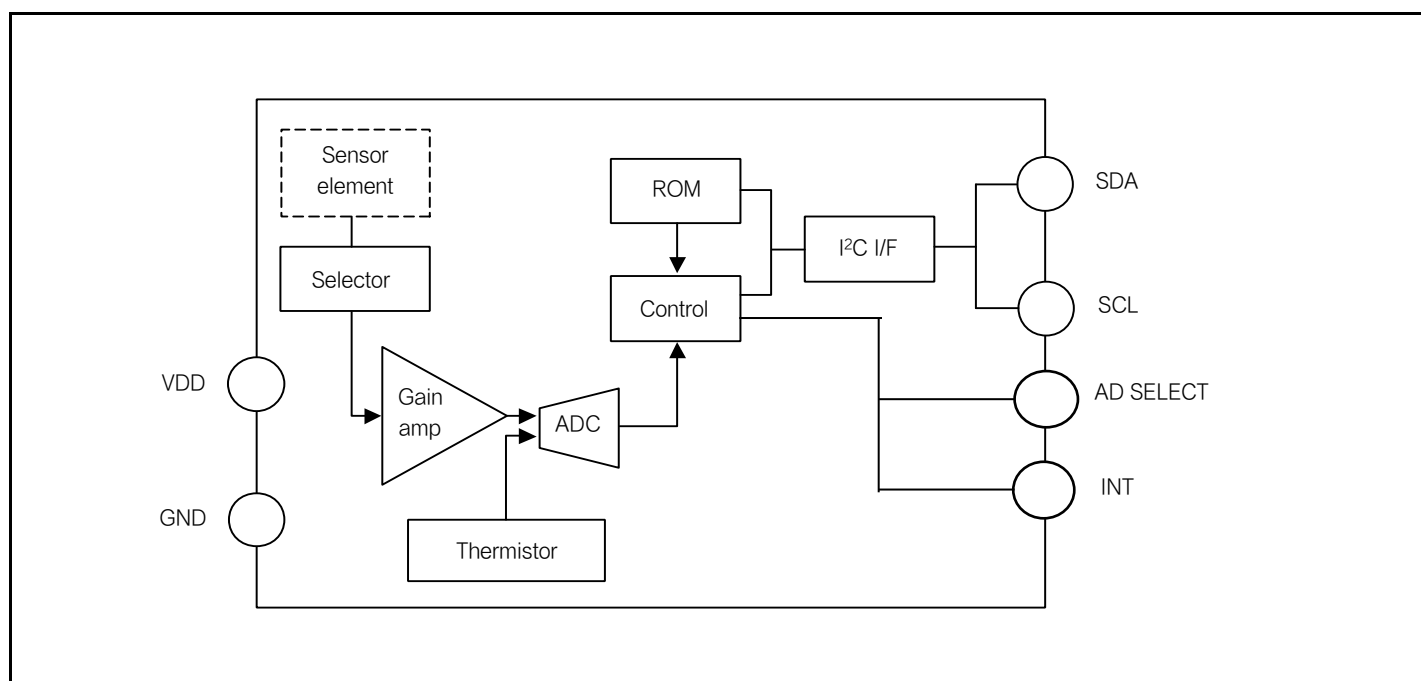 Sensor
element
Selector
Gain
amp
ADC
Thermistor
ROM
Control
I²C I/F
VDD
GND
SDA
SCL
AD SELECT
INT